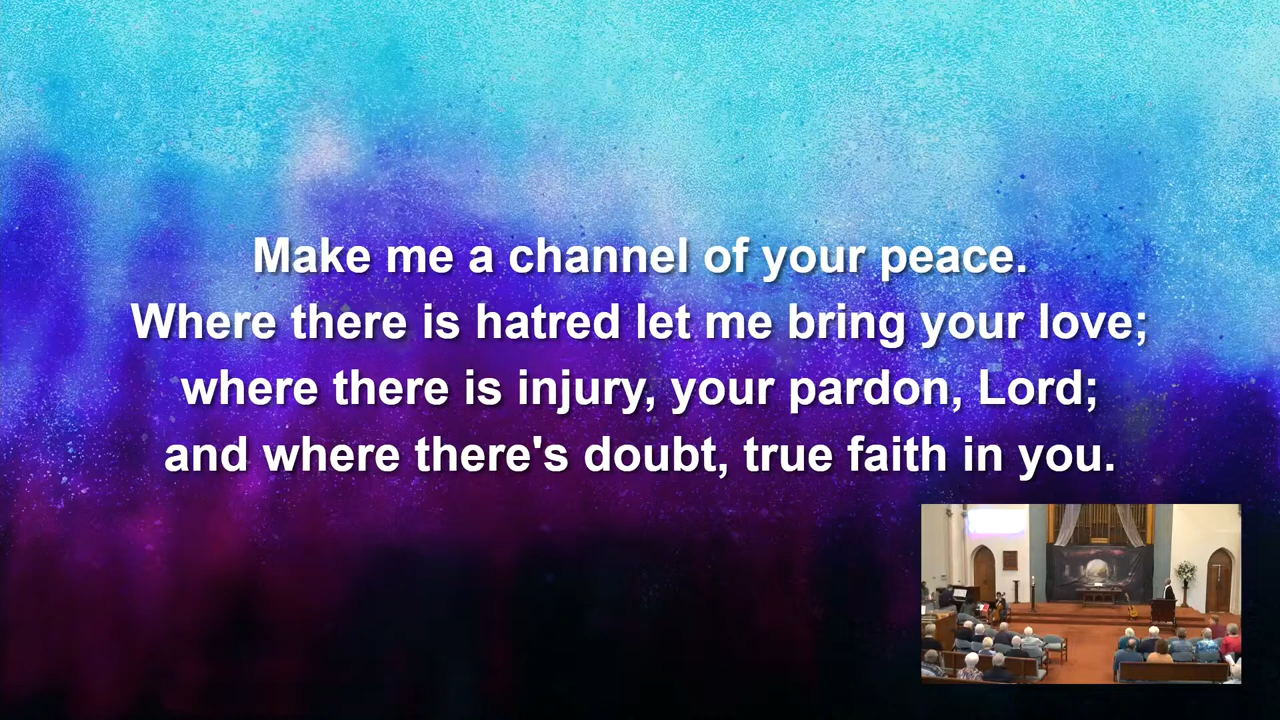 Make me a channel of your peace.
Where there is hatred let me bring your love;
where there is injury, your pardon, Lord;
and where there's doubt, true faith in you.